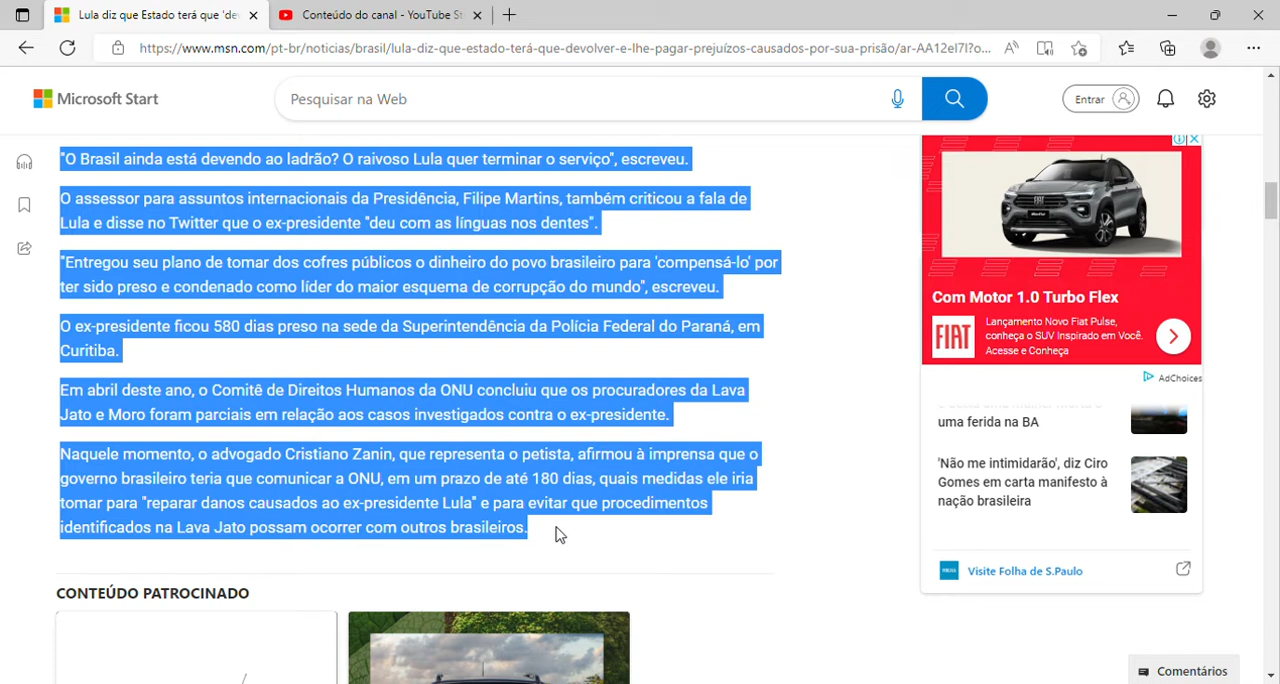 Lula diz que Estado terá que 'de
Conteúdo do canal - YouTube St
https://www.msn.com/pt-br/noticias/brasil/lula-diz-que-estado-terá-que-devolver-e-lhe-pagar-prejuízos-causados-por-sua-prisão/ar-AA12el7I?o...
Microsoft Start
Pesquisar na Web
Entrar
"O Brasil ainda está devendo ao ladrão? O raivoso Lula quer terminar o serviço", escreveu.
O assessor para assuntos internacionais da Presidência, Filipe Martins, também criticou a fala de
Lula e disse no Twitter que o ex-presidente "deu com as línguas nos dentes".
"Entregou seu plano de tomar dos cofres públicos o dinheiro do povo brasileiro para 'compensá-lo' por
ter sido preso e condenado como líder do maior esquema de corrupção do mundo", escreveu.
O ex-presidente ficou 580 dias preso na sede da Superintendência da Polícia Federal do Paraná, em
Curitiba.
Em abril deste ano, o Comitê de Direitos Humanos da ONU concluiu que os procuradores da Lava
Jato e Moro foram parciais em relação aos casos investigados contra o ex-presidente.
Naquele momento, o advogado Cristiano Zanin, que representa o petista, afirmou à imprensa que o
governo brasileiro teria que comunicar a ONU, em um prazo de até 180 dias, quais medidas ele iria
tomar para "reparar danos causados ao ex-presidente Lula" e para evitar que procedimentos
identificados na Lava Jato possam ocorrer com outros brasileiros.
CONTEÚDO PATROCINADO
Com Motor 1.0 Turbo Flex
FIAT
Lançamento Novo Fiat Pulse,
conheça o SUV Inspirado em Você.
Acesse e Conheça
AdChoices
uma ferida na BA
'Não me intimidarão', diz Ciro
Gomes em carta manifesto à
nação brasileira
Visite Folha de S.Paulo
Comentários